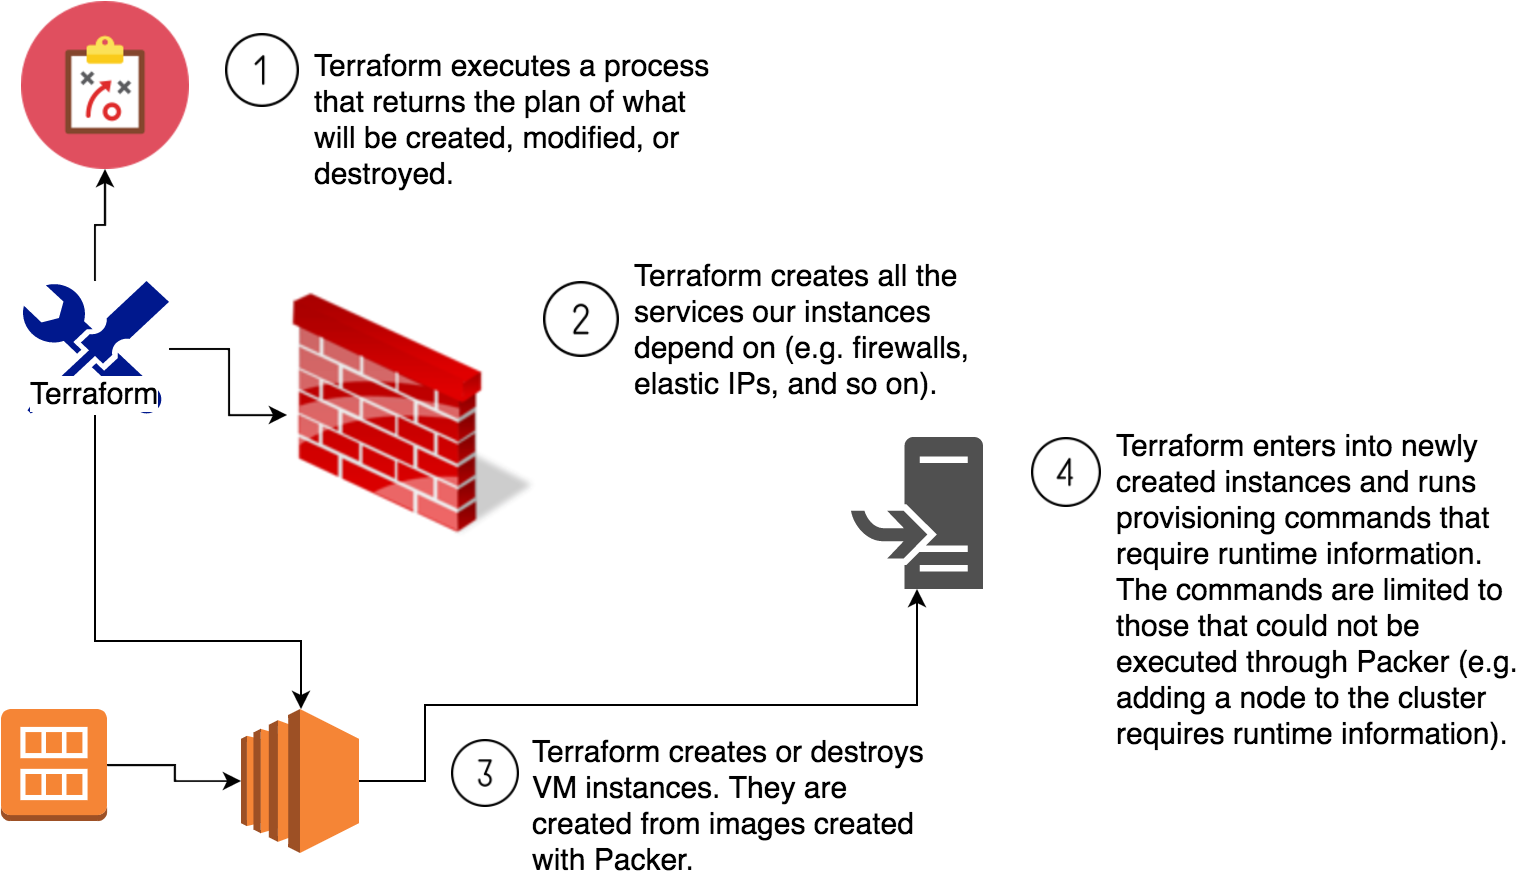 1
Terraform executes a process
that returns the plan of what
will be created, modified, or
destroyed.
Terraform
2
Terraform creates all the
services our instances
depend on (e.g. firewalls,
elastic IPs, and so on).
4
Terraform enters into newly
created instances and runs
provisioning commands that
require runtime information.
The commands are limited to
those that could not be
executed through Packer (e.g.
adding a node to the cluster
requires runtime information).
3
Terraform creates or destroys
VM instances. They are
created from images created
with Packer.